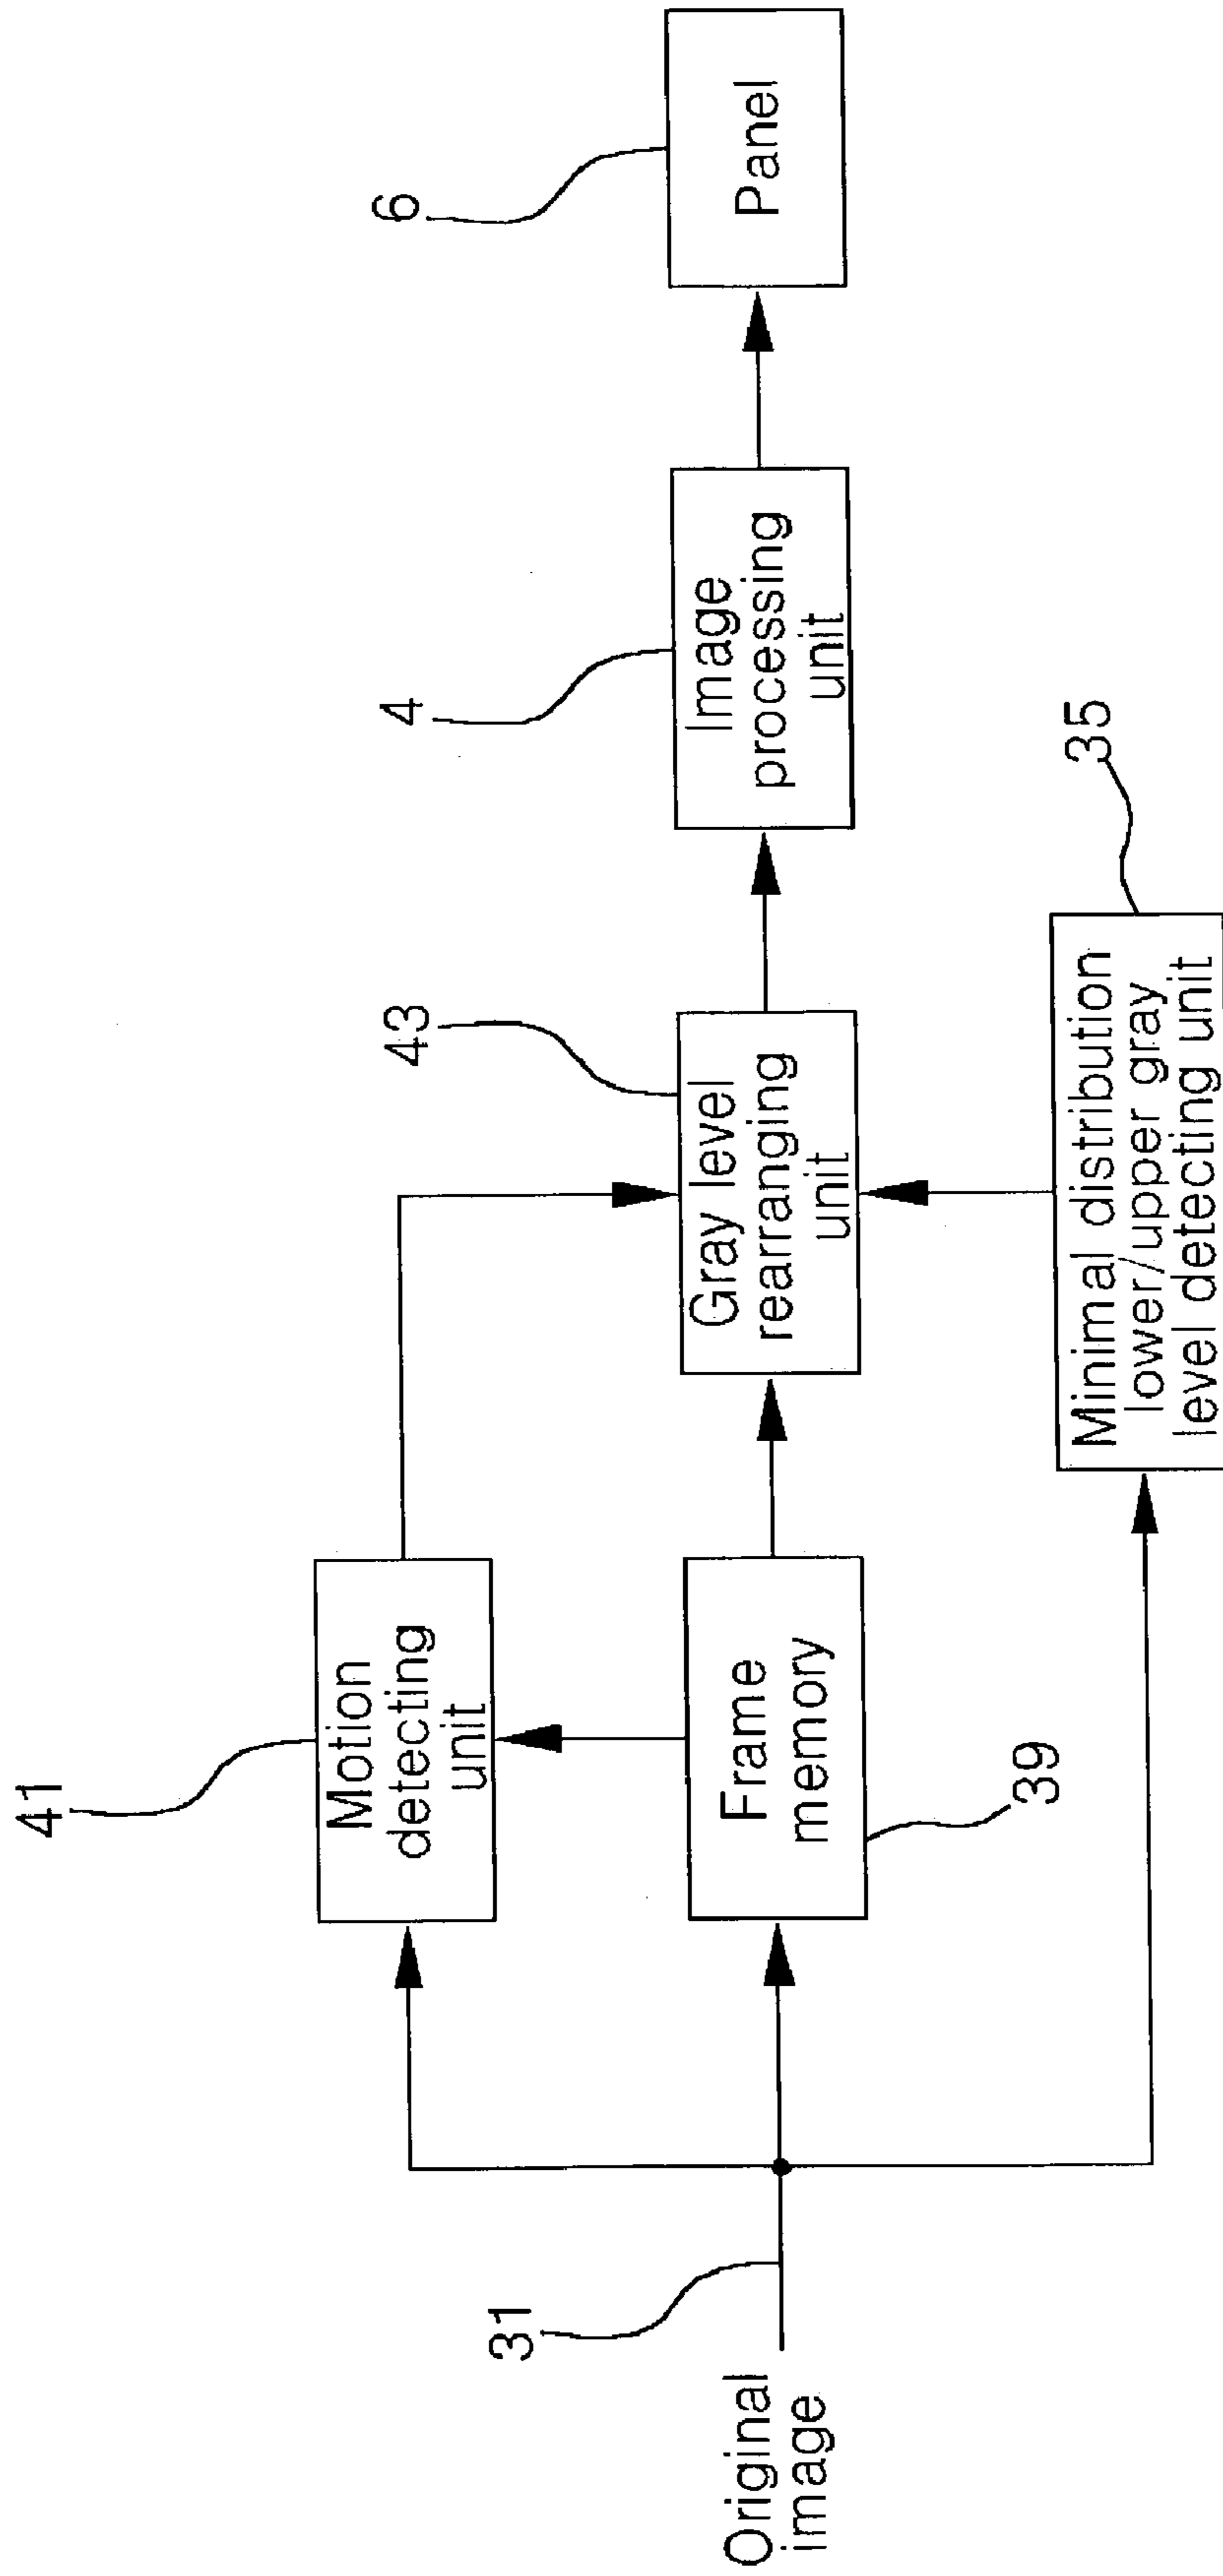 41
Motion
detecting
unit
31
Original
image
Frame
memory
39
43
Gray level
rearranging
unit
4
Image
processing
unit
6
Panel
35
Minimal distribution
lower/upper gray
level detecting unit